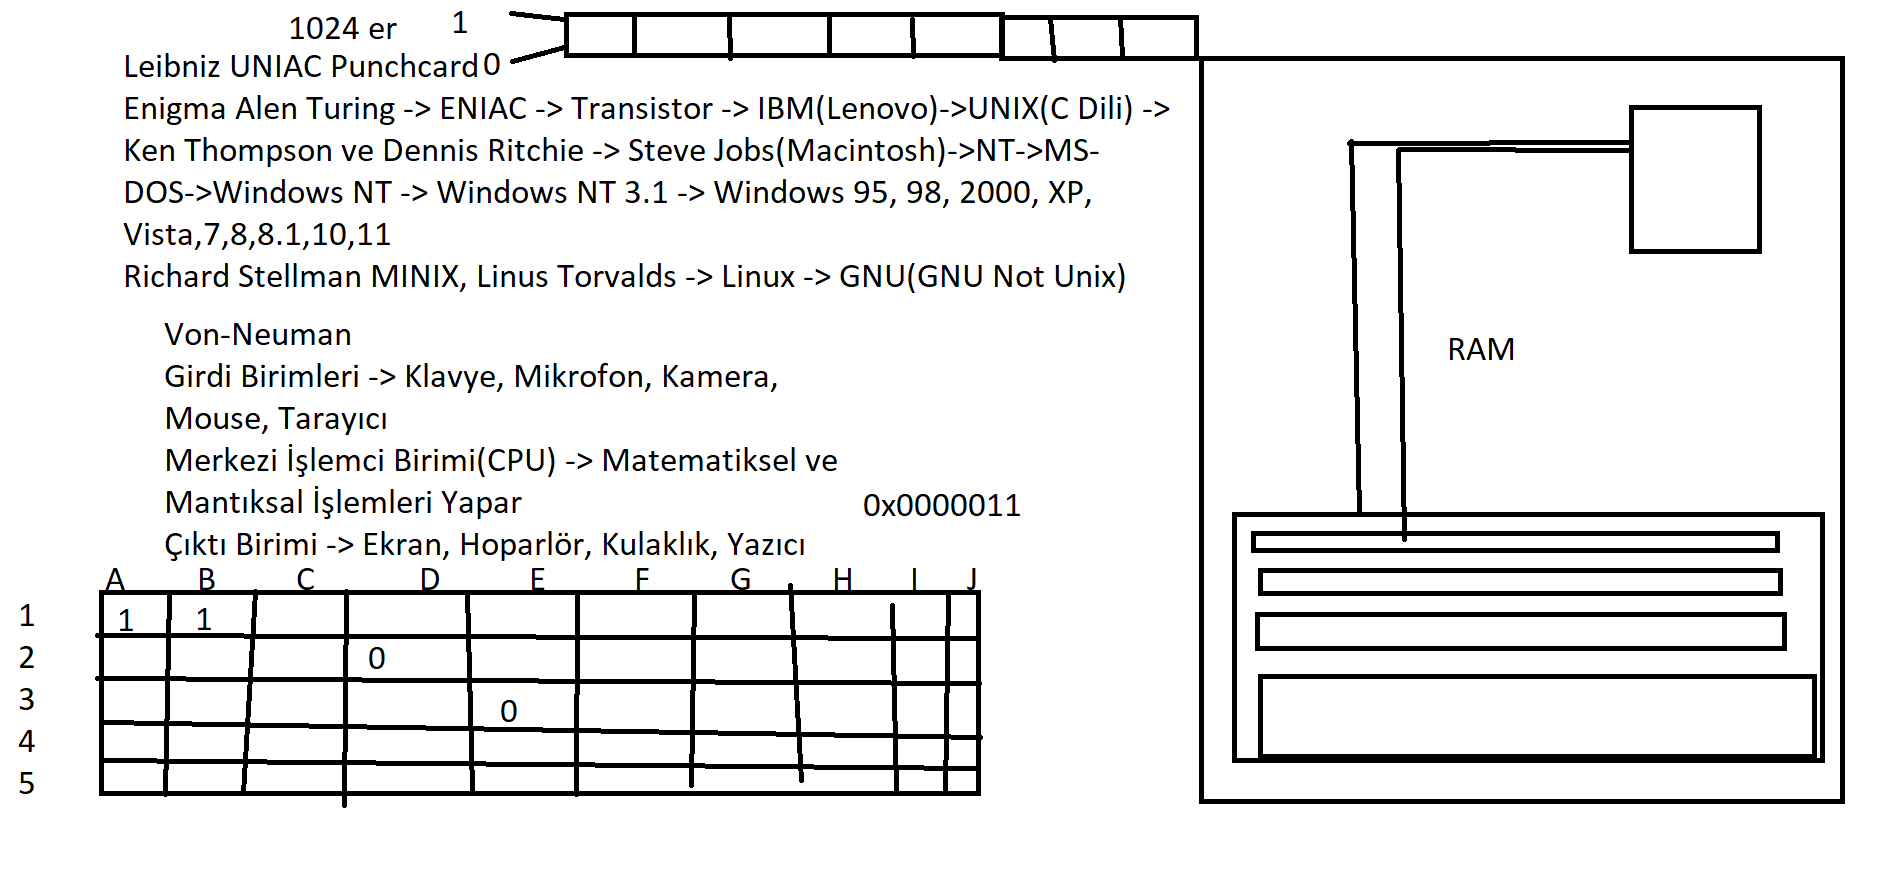 1024 er
1
0
Leibniz UNIAC Punchcard
Enigma Alen Turing -> ENIAC -> Transistor -> IBM(Lenovo)->UNIX(C Dili) ->
Ken Thompson ve Dennis Ritchie -> Steve Jobs(Macintosh)->NT->MS-
DOS->Windows NT -> Windows NT 3.1 -> Windows 95, 98, 2000, XP,
Vista,7,8,8.1,10,11
Richard Stellman MINIX, Linus Torvalds -> Linux -> GNU(GNU Not Unix)
Von-Neuman
Girdi Birimleri -> Klavye, Mikrofon, Kamera,
Mouse, Tarayıcı
Merkezi İşlemci Birimi(CPU) -> Matematiksel ve
Mantıksal İşlemleri Yapar
Çıktı Birimi -> Ekran, Hoparlör, Kulaklık, Yazıcı
0x0000011
RAM
A B C D E F G H I J
1 1 1
2 0
3 0
4
5